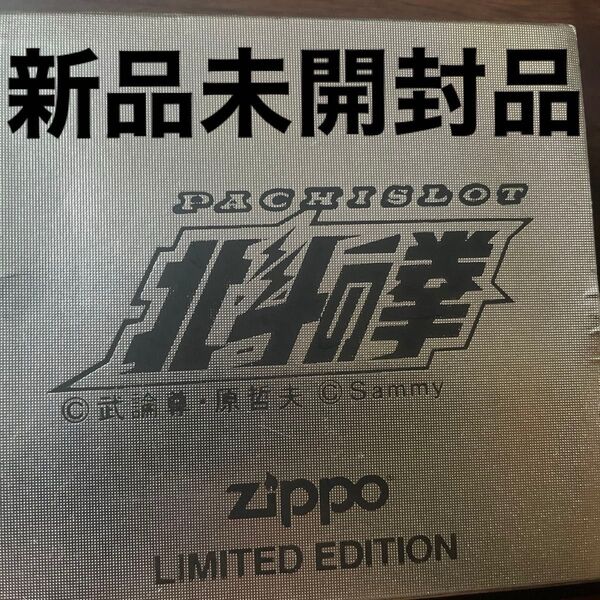 新品未開封品
PACHISLOT
北斗の拳
©武論尊・原哲夫 ©Sammy
zippo
LIMITED EDITION